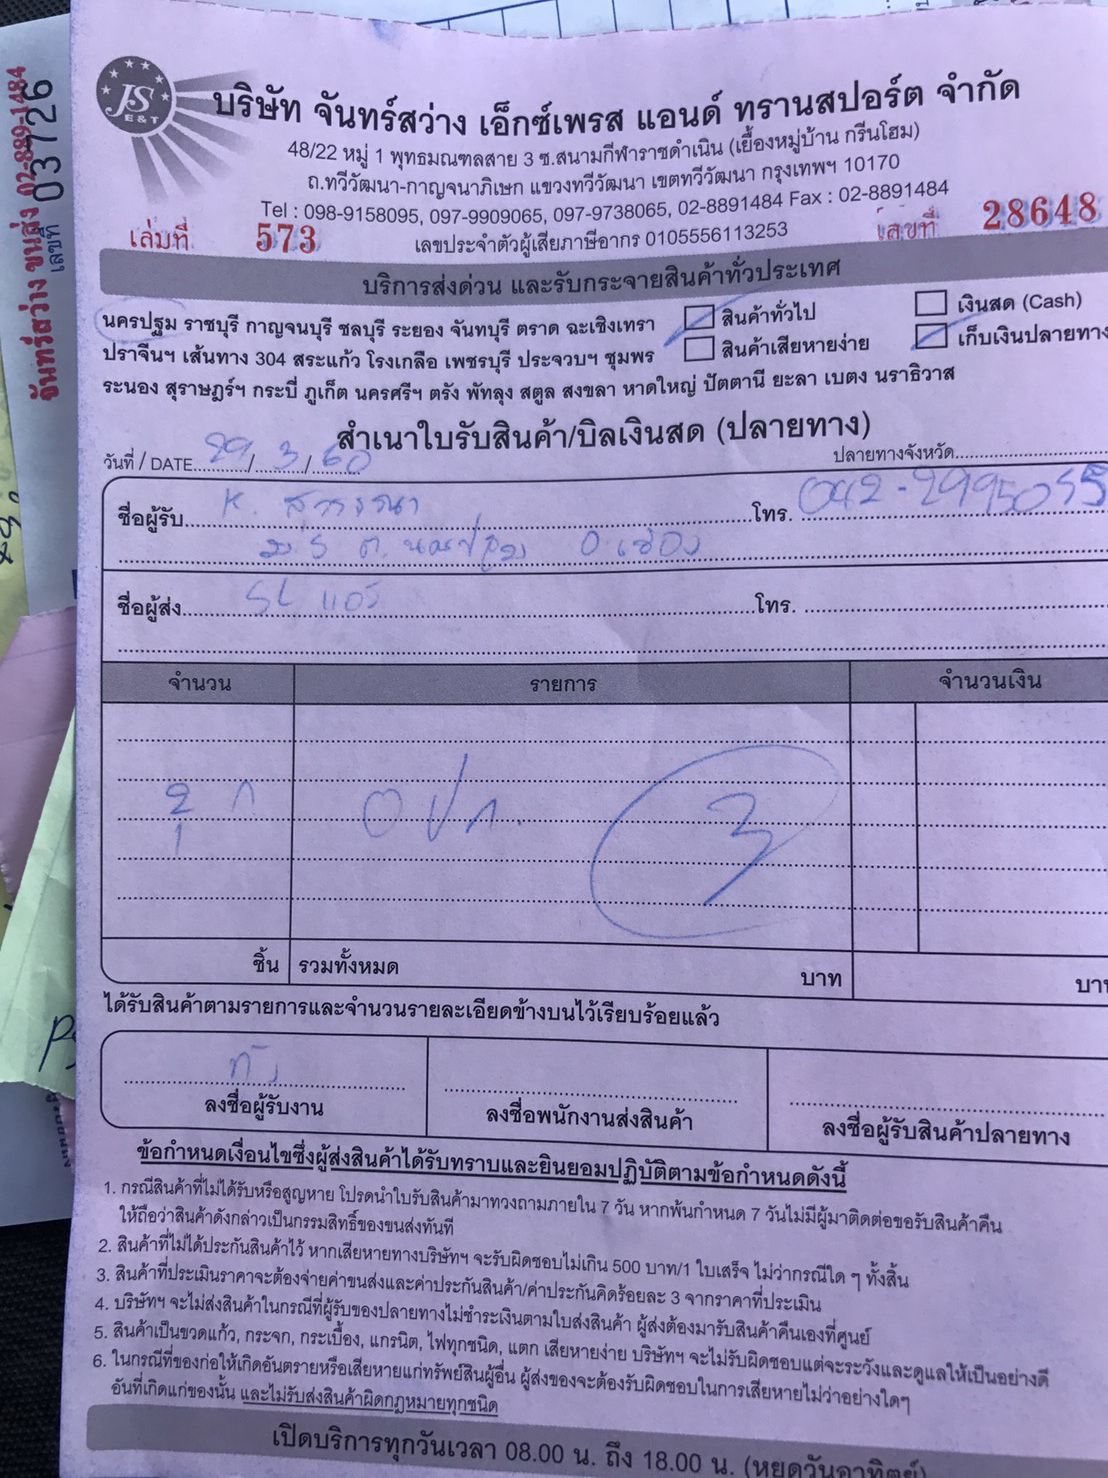 JS
E & T
บริษัท จันทร์สว่าง เอ็กซ์เพรส แอนด์ ทรานสปอร์ต จำกัด
48/22 หมู่ 1 พุทธมณฑลสาย 3 ซ.สนามกีฬาราชดำเนิน (เยื้องหมู่บ้าน กรีนโฮม)
ถ.ทวีวัฒนา-กาญจนาภิเษก แขวงทวีวัฒนา เขตทวีวัฒนา กรุงเทพฯ 10170
Tel : 098-9158095, 097-9909065, 097-9738065, 02-8891484 Fax : 02-8891484
เล่มที่ 573 เลขประจำตัวผู้เสียภาษีอากร 0105556113253 เลขที่ 28648
บริการส่งด่วน และรับกระจายสินค้าทั่วประเทศ
นครปฐม ราชบุรี กาญจนบุรี ชลบุรี ระยอง จันทบุรี ตราด ฉะเชิงเทรา สินค้าทั่วไป เงินสด (Cash)
ปราจีนฯ เส้นทาง 304 สระแก้ว โรงเกลือ เพชรบุรี ประจวบฯ ชุมพร สินค้าเสียหายง่าย เก็บเงินปลายทาง
ระนอง สุราษฎร์ฯ กระบี่ ภูเก็ต นครศรีฯ ตรัง พัทลุง สตูล สงขลา หาดใหญ่ ปัตตานี ยะลา เบตง นราธิวาส
สำเนาใบรับสินค้า/บิลเงินสด (ปลายทาง)
วันที่ / DATE 29/3/60 ปลายทางจังหวัด
ชื่อผู้รับ K. โทร. 042-2995055
ชื่อผู้ส่ง โทร.
จำนวน รายการ จำนวนเงิน
2 ก อปก. 3
1
ชิ้น รวมทั้งหมด บาท บาท
ได้รับสินค้าตามรายการและจำนวนรายละเอียดข้างบนไว้เรียบร้อยแล้ว
ลงชื่อผู้รับงาน ลงชื่อพนักงานส่งสินค้า ลงชื่อผู้รับสินค้าปลายทาง
ข้อกำหนดเงื่อนไขซึ่งผู้ส่งสินค้าได้รับทราบและยินยอมปฏิบัติตามข้อกำหนดดังนี้
1. กรณีสินค้าที่ไม่ได้รับหรือสูญหาย โปรดนำใบรับสินค้ามาทวงถามภายใน 7 วัน หากพ้นกำหนด 7 วันไม่มีผู้มาติดต่อขอรับสินค้าคืน
ให้ถือว่าสินค้าดังกล่าวเป็นกรรมสิทธิ์ของขนส่งทันที
2. สินค้าที่ไม่ได้ประกันสินค้าไว้ หากเสียหายทางบริษัทฯ จะรับผิดชอบไม่เกิน 500 บาท/1 ใบเสร็จ ไม่ว่ากรณีใด ๆ ทั้งสิ้น
3. สินค้าที่ประเมินราคาจะต้องจ่ายค่าขนส่งและค่าประกันสินค้า/ค่าประกันคิดร้อยละ 3 จากราคาที่ประเมิน
4. บริษัทฯ จะไม่ส่งสินค้าในกรณีที่ผู้รับของปลายทางไม่ชำระเงินตามใบส่งสินค้า ผู้ส่งต้องมารับสินค้าคืนเองที่ศูนย์
5. สินค้าเป็นขวดแก้ว, กระจก, กระเบื้อง, แกรนิต, ไฟทุกชนิด, แตก เสียหายง่าย บริษัทฯ จะไม่รับผิดชอบแต่จะระวังและดูแลให้เป็นอย่างดี
6. ในกรณีที่ของก่อให้เกิดอันตรายหรือเสียหายแก่ทรัพย์สินผู้อื่น ผู้ส่งของจะต้องรับผิดชอบในการเสียหายไม่ว่าอย่างใดๆ
อันที่เกิดแก่ของนั้น และไม่รับส่งสินค้าผิดกฎหมายทุกชนิด
เปิดบริการทุกวันเวลา 08.00 น. ถึง 18.00 น. (หยุดวันอาทิตย์)
จันทร์สว่าง ขนส่ง 02-889-1484
เลขที่ 03726